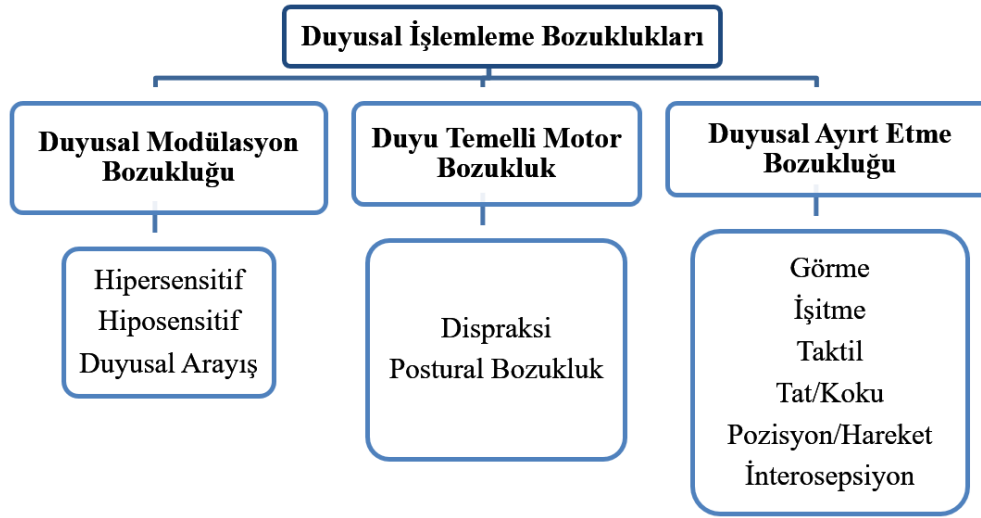 Duyusal İşlemleme Bozuklukları
Duyusal Modülasyon
Bozukluğu
Hipersensitif
Hiposensitif
Duyusal Arayış
Duyu Temelli Motor
Bozukluk
Dispraksi
Postural Bozukluk
Duyusal Ayırt Etme
Bozukluğu
Görme
İşitme
Taktil
Tat/Koku
Pozisyon/Hareket
İnterosepsiyon